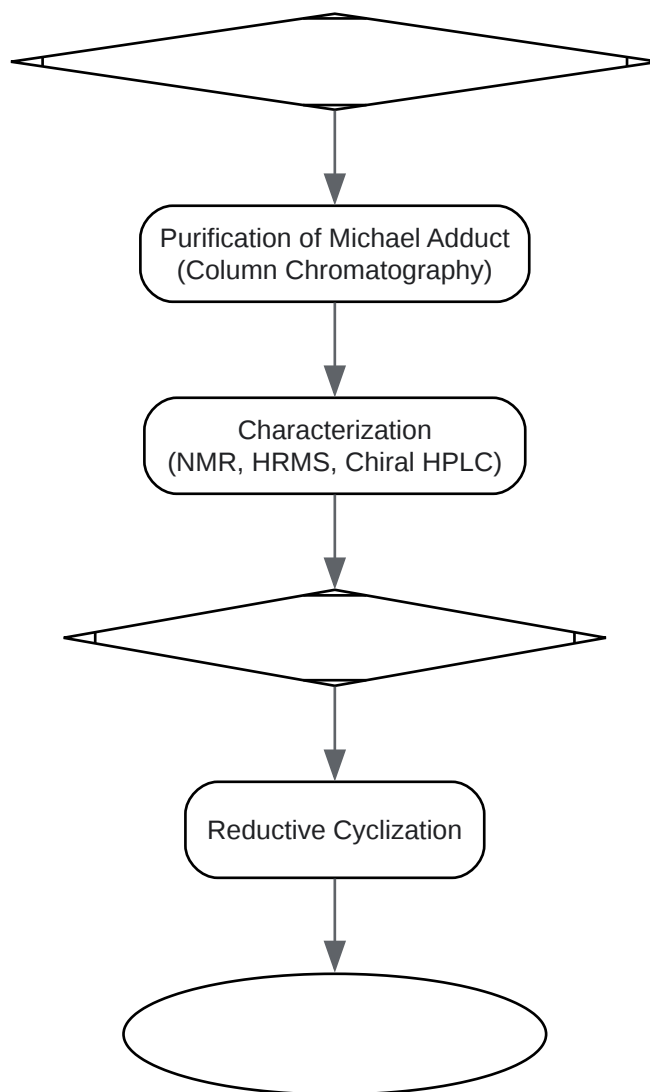 Purification of Michael Adduct
(Column Chromatography)
Characterization
(NMR, HRMS, Chiral HPLC)
Reductive Cyclization